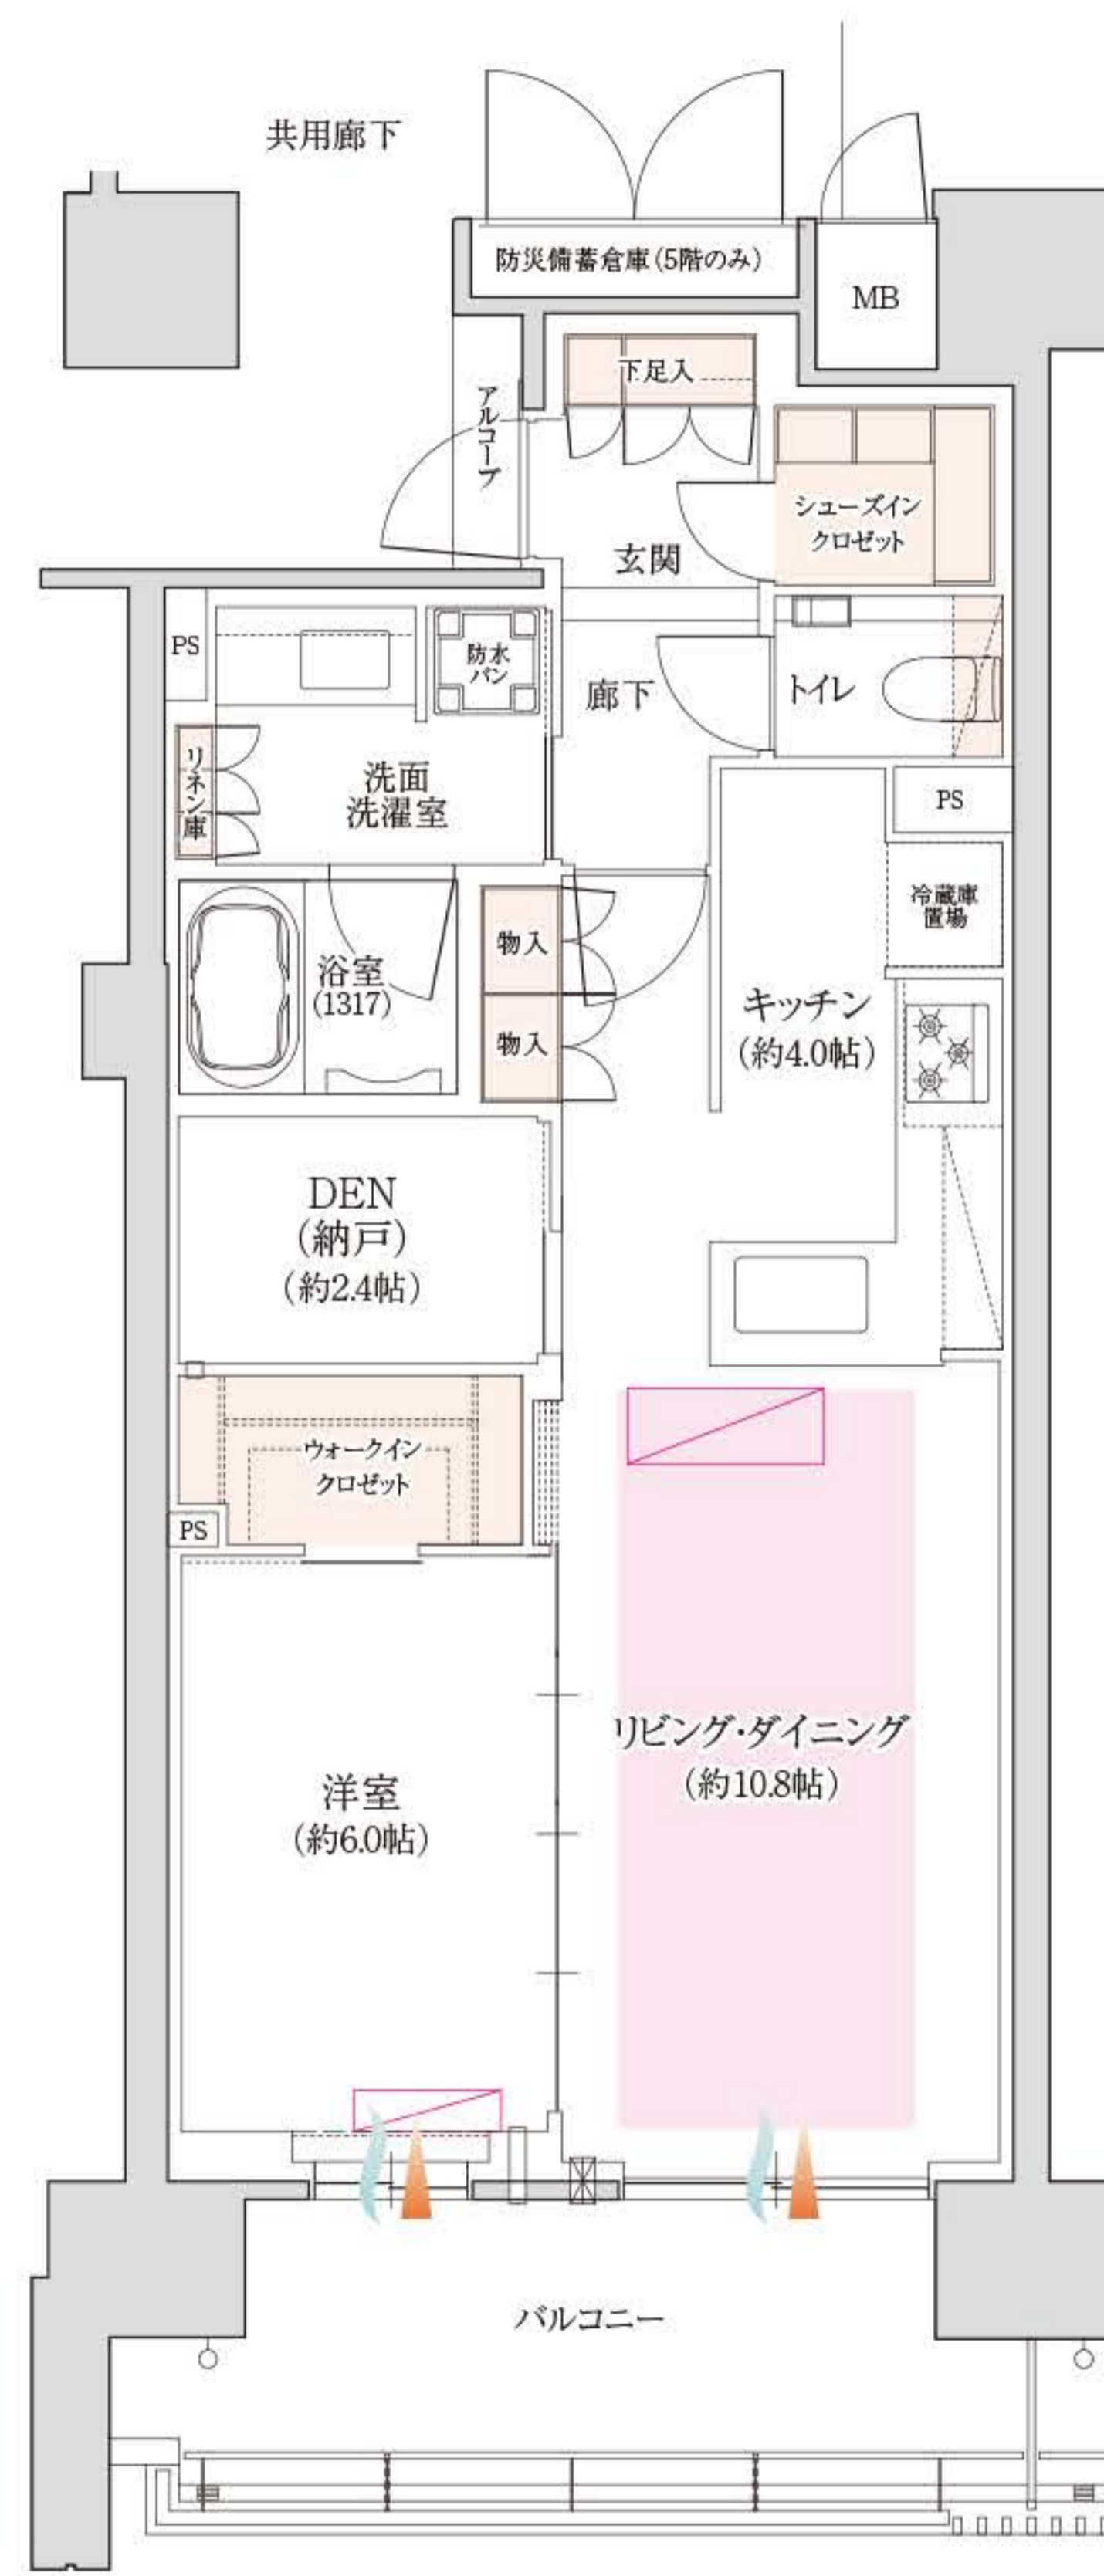 共用廊下
防災備蓄倉庫(5階のみ)
MB
下足入
アルコーブ
シューズイン
クロゼット
玄関
PS
防水
パン
廊下
トイレ
リネン庫
洗面
洗濯室
PS
冷蔵庫
置場
物入
浴室
(1317)
キッチン
(約4.0帖)
物入
DEN
(納戸)
(約2.4帖)
ウォークイン
クロゼット
PS
リビング・ダイニング
(約10.8帖)
洋室
(約6.0帖)
バルコニー